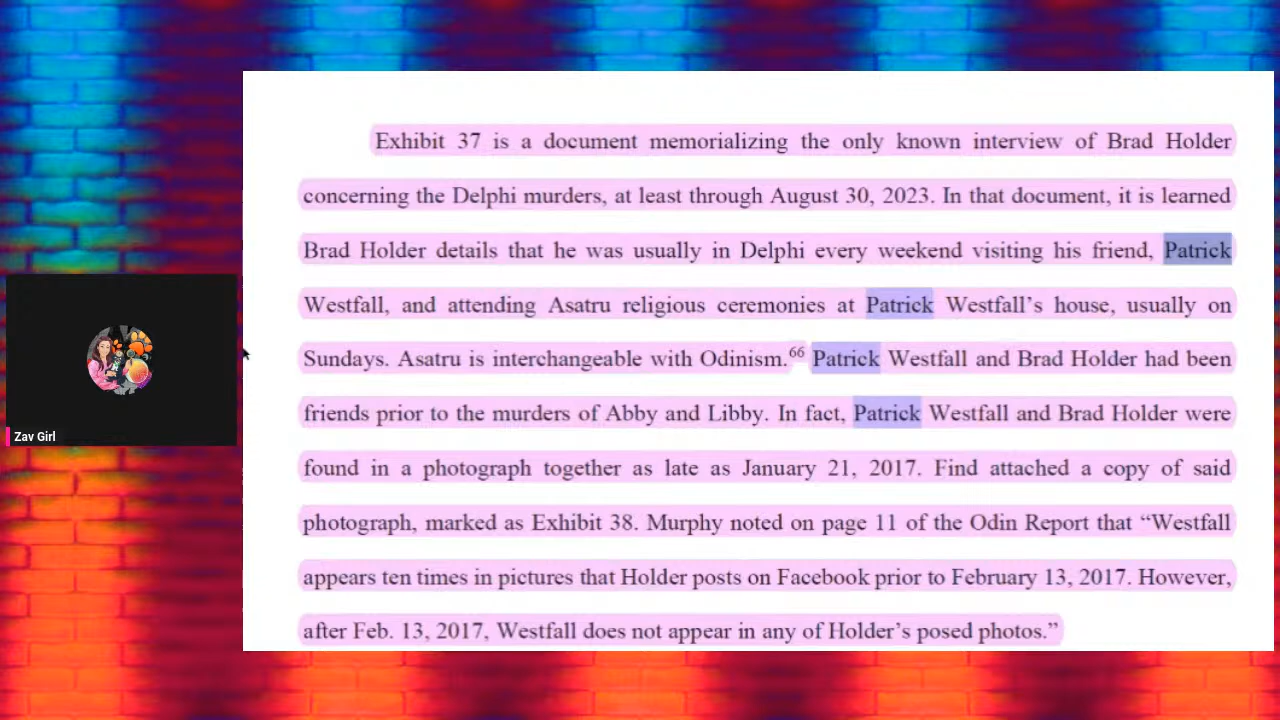 Exhibit 37 is a document memorializing the only known interview of Brad Holder
concerning the Delphi murders, at least through August 30, 2023. In that document, it is learned
Brad Holder details that he was usually in Delphi every weekend visiting his friend, Patrick
Westfall, and attending Asatru religious ceremonies at Patrick Westfall’s house, usually on
Sundays. Asatru is interchangeable with Odinism.66 Patrick Westfall and Brad Holder had been
friends prior to the murders of Abby and Libby. In fact, Patrick Westfall and Brad Holder were
found in a photograph together as late as January 21, 2017. Find attached a copy of said
photograph, marked as Exhibit 38. Murphy noted on page 11 of the Odin Report that “Westfall
appears ten times in pictures that Holder posts on Facebook prior to February 13, 2017. However,
after Feb. 13, 2017, Westfall does not appear in any of Holder’s posed photos.”
Zav Girl